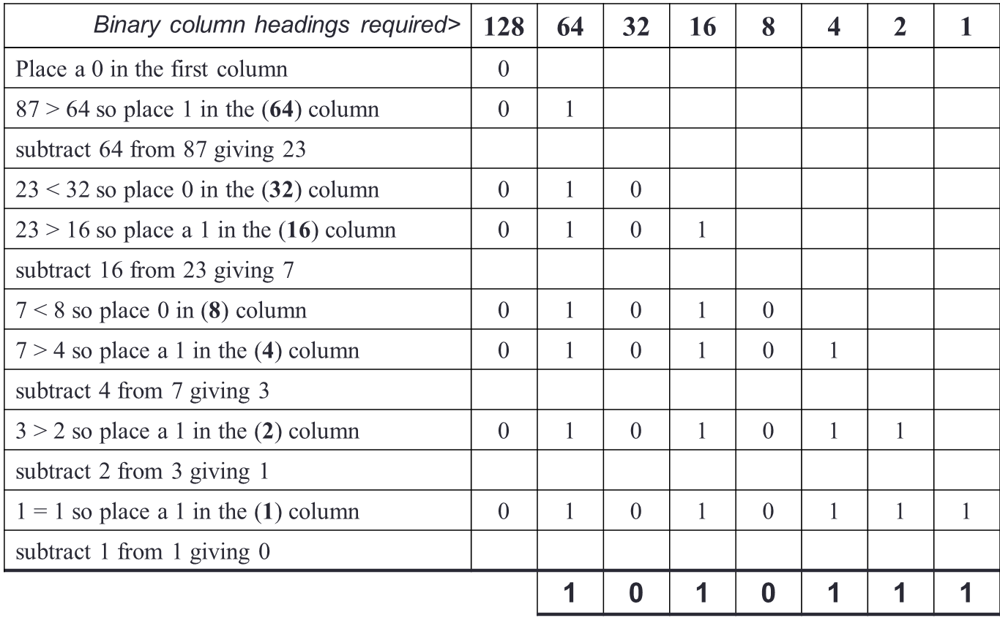 Binary column headings required> 128 64 32 16 8 4 2 1
Place a 0 in the first column 0
87 > 64 so place 1 in the (64) column 0 1
subtract 64 from 87 giving 23
23 < 32 so place 0 in the (32) column 0 1 0
23 > 16 so place a 1 in the (16) column 0 1 0 1
subtract 16 from 23 giving 7
7 < 8 so place 0 in (8) column 0 1 0 1 0
7 > 4 so place a 1 in the (4) column 0 1 0 1 0 1
subtract 4 from 7 giving 3
3 > 2 so place a 1 in the (2) column 0 1 0 1 0 1 1
subtract 2 from 3 giving 1
1 = 1 so place a 1 in the (1) column 0 1 0 1 0 1 1 1
subtract 1 from 1 giving 0
1 0 1 0 1 1 1